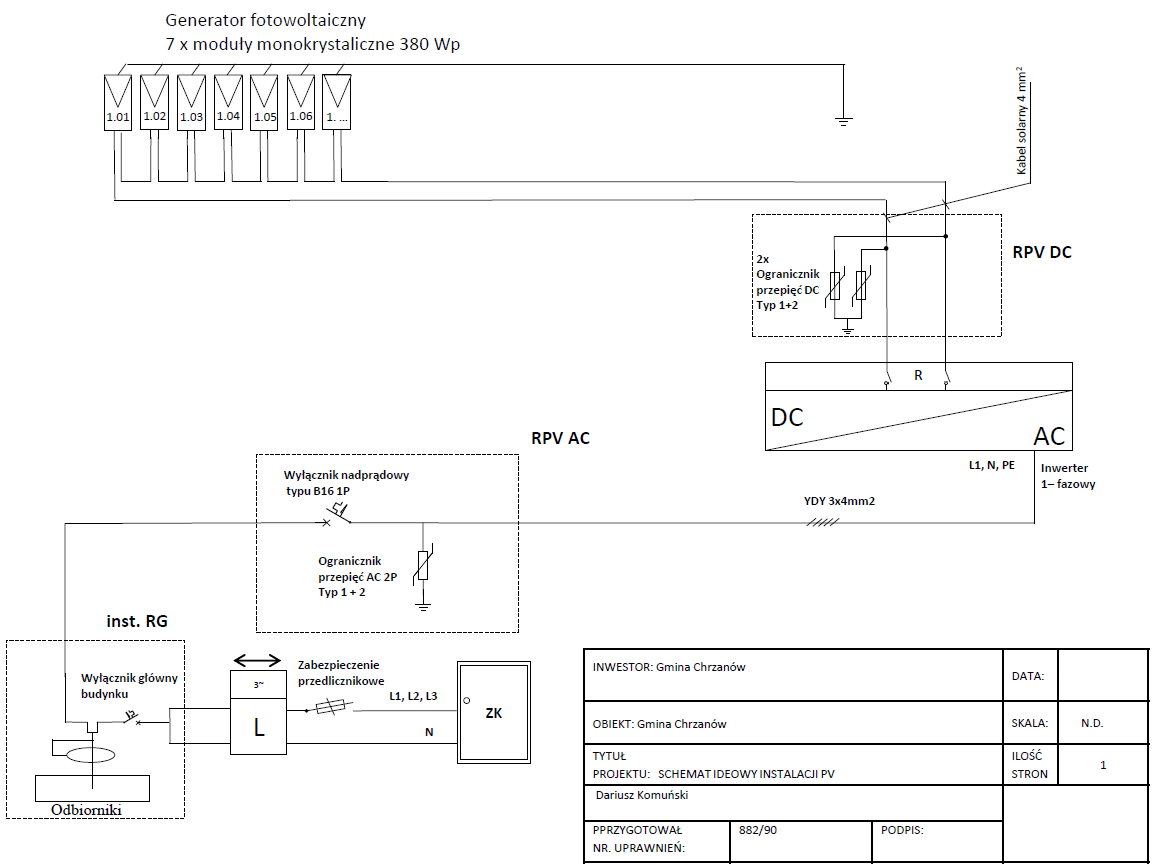 Generator fotowoltaiczny
7 x moduły monokrystaliczne 380 Wp
1.01
1.02
1.03
1.04
1.05
1.06
1. ...
Kabel solarny 4 mm²
RPV DC
2x
Ogranicznik
przepięć DC
Typ 1+2
R
DC
AC
L1, N, PE
Inwerter
1– fazowy
YDY 3x4mm2
RPV AC
Wyłącznik nadprądowy
typu B16 1P
Ogranicznik
przepięć AC 2P
Typ 1 + 2
inst. RG
Wyłącznik główny
budynku
Odbiorniki
3~
L
Zabezpieczenie
przedlicznikowe
L1, L2, L3
N
ZK
INWESTOR: Gmina Chrzanów
DATA:
OBIEKT: Gmina Chrzanów
SKALA:
N.D.
TYTUŁ
PROJEKTU: SCHEMAT IDEOWY INSTALACJI PV
ILOŚĆ
STRON
1
Dariusz Komuński
PPRZYGOTOWAŁ
NR. UPRAWNIEŃ:
882/90
PODPIS: